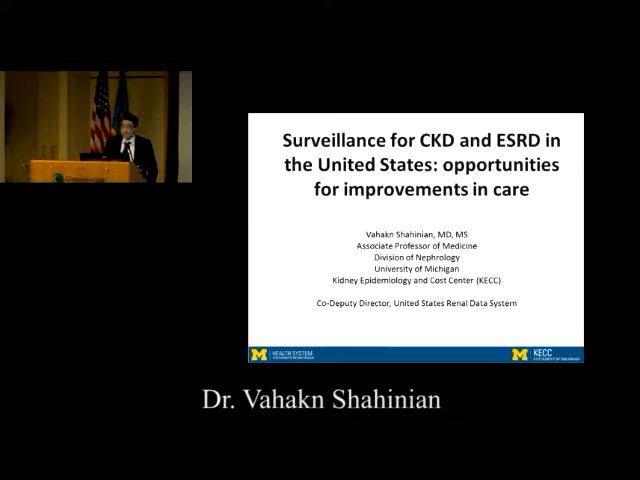 Surveillance for CKD and ESRD in
the United States: opportunities
for improvements in care
Vahakn Shahinian, MD, MS
Associate Professor of Medicine
Division of Nephrology
University of Michigan
Kidney Epidemiology and Cost Center (KECC)
Co-Deputy Director, United States Renal Data System
M HEALTH SYSTEM
M KECC
Dr. Vahakn Shahinian